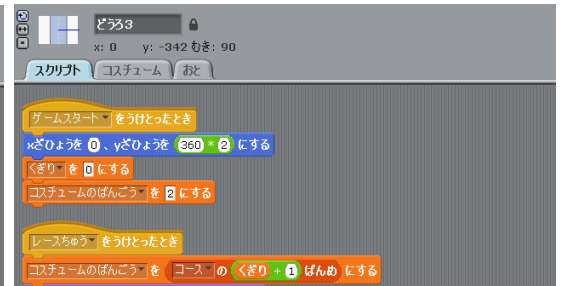 どうろ3
x: 0 y: -342 むき: 90
スクリプト コスチューム おと
ゲームスタート をうけとったとき
xざひょうを 0 、yざひょうを 360 * 2 にする
くぎり を 0 にする
コスチュームのばんごう を 2 にする
レースちゅう をうけとったとき
コスチュームのばんごう を コース の くぎり + 1 ばんめ にする